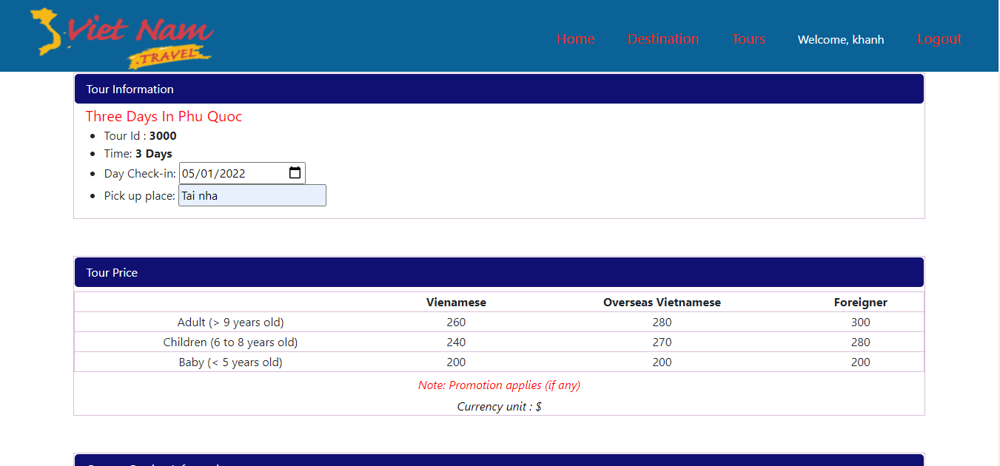 Viet Nam
TRAVEL
Home Destination Tours Welcome, khanh Logout
Tour Information
Three Days In Phu Quoc
Tour Id : 3000
Time: 3 Days
Day Check-in: 05/01/2022
Pick up place: Tai nha
Tour Price
Vienamese Overseas Vietnamese Foreigner
Adult (> 9 years old) 260 280 300
Children (6 to 8 years old) 240 270 280
Baby (< 5 years old) 200 200 200
Note: Promotion applies (if any)
Currency unit : $